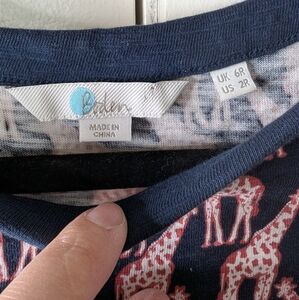 Boden
MADE IN
CHINA
UK 6R
US 2R